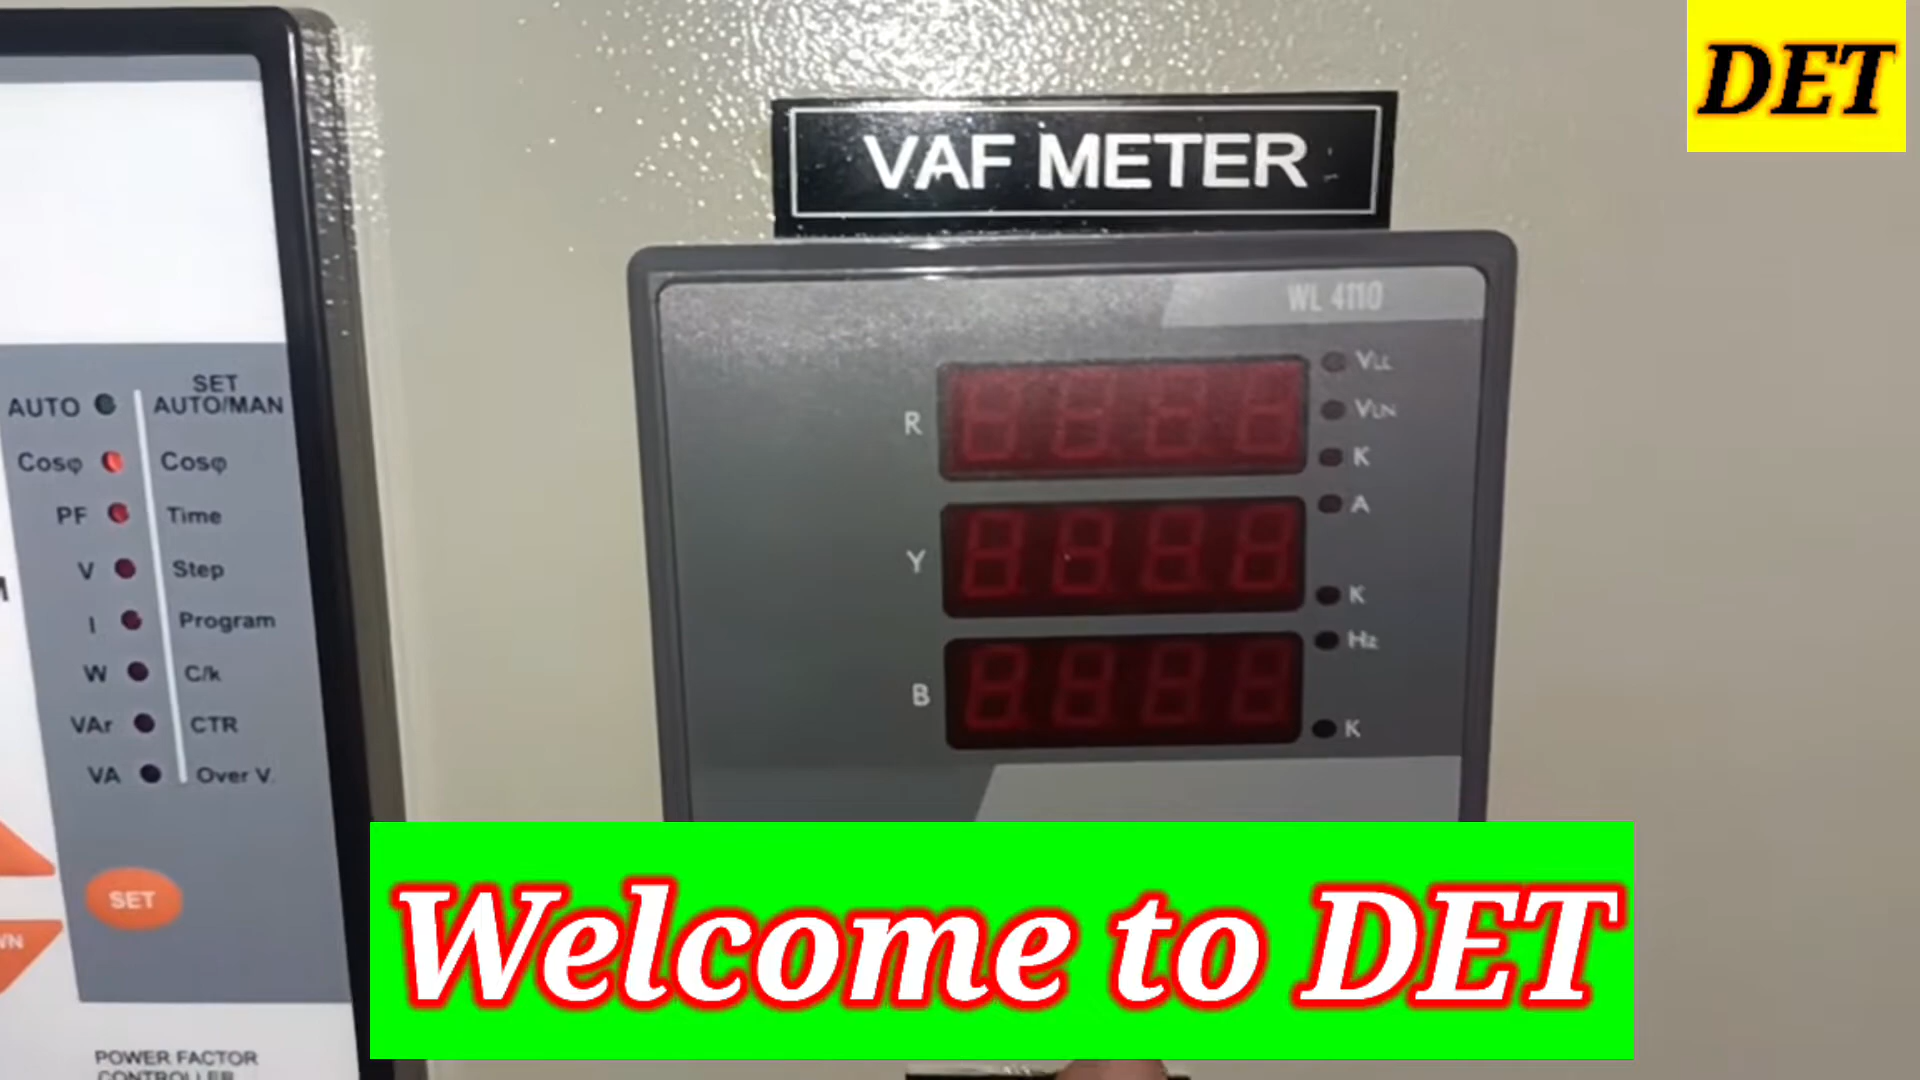 DET
VAF METER
WL 4110
VLL
VLN
K
A
K
Hz
K
R
Y
B
SET
AUTO AUTO/MAN
Cosφ Cosφ
PF Time
V Step
I Program
W C/k
VAr CTR
VA Over V.
SET
POWER FACTOR
CONTROLLER
Welcome to DET